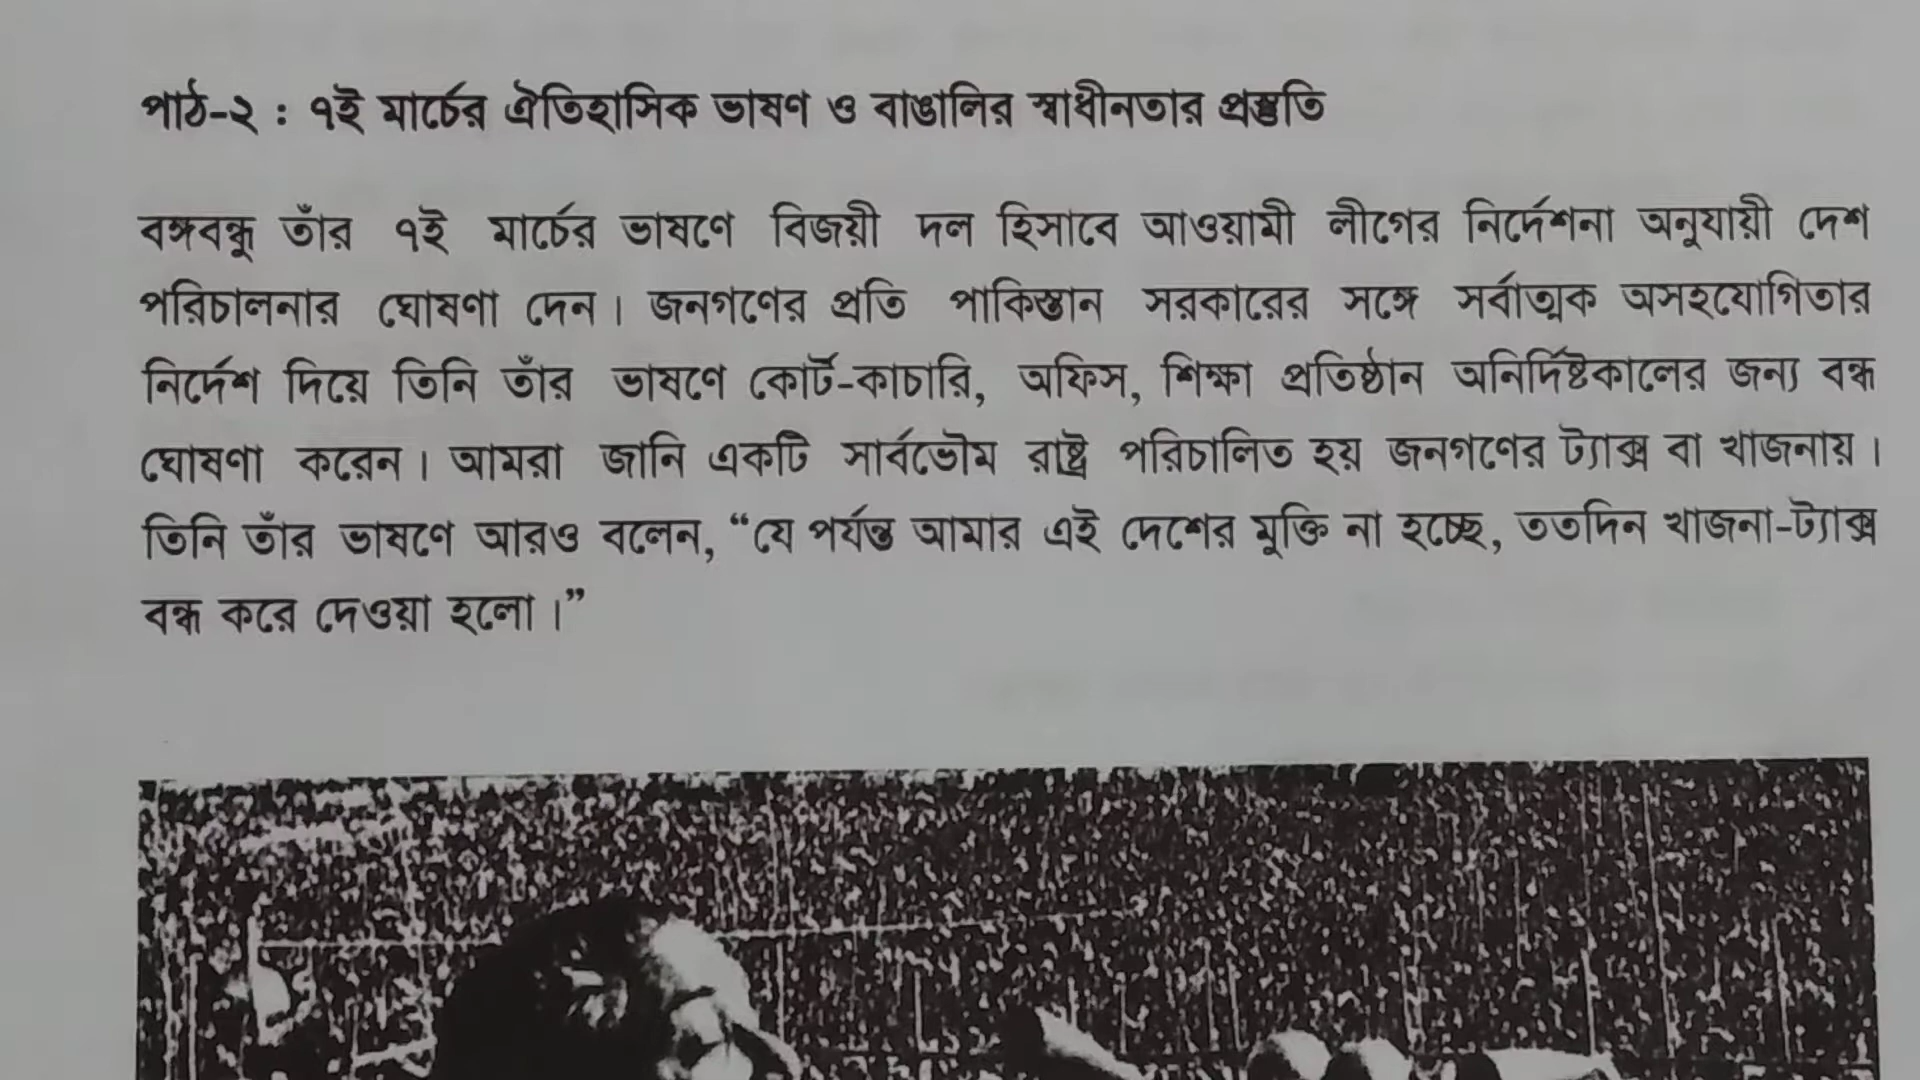 পাঠ-২ : ৭ই মার্চের ঐতিহাসিক ভাষণ ও বাঙালির স্বাধীনতার প্রস্তুতি
বঙ্গবন্ধু তাঁর ৭ই মার্চের ভাষণে বিজয়ী দল হিসাবে আওয়ামী লীগের নির্দেশনা অনুযায়ী দেশ
পরিচালনার ঘোষণা দেন। জনগণের প্রতি পাকিস্তান সরকারের সঙ্গে সর্বাত্মক অসহযোগিতার
নির্দেশ দিয়ে তিনি তাঁর ভাষণে কোর্ট-কাচারি, অফিস, শিক্ষা প্রতিষ্ঠান অনির্দিষ্টকালের জন্য বন্ধ
ঘোষণা করেন। আমরা জানি একটি সার্বভৌম রাষ্ট্র পরিচালিত হয় জনগণের ট্যাক্স বা খাজনায়।
তিনি তাঁর ভাষণে আরও বলেন, “যে পর্যন্ত আমার এই দেশের মুক্তি না হচ্ছে, ততদিন খাজনা-ট্যাক্স
বন্ধ করে দেওয়া হলো।”